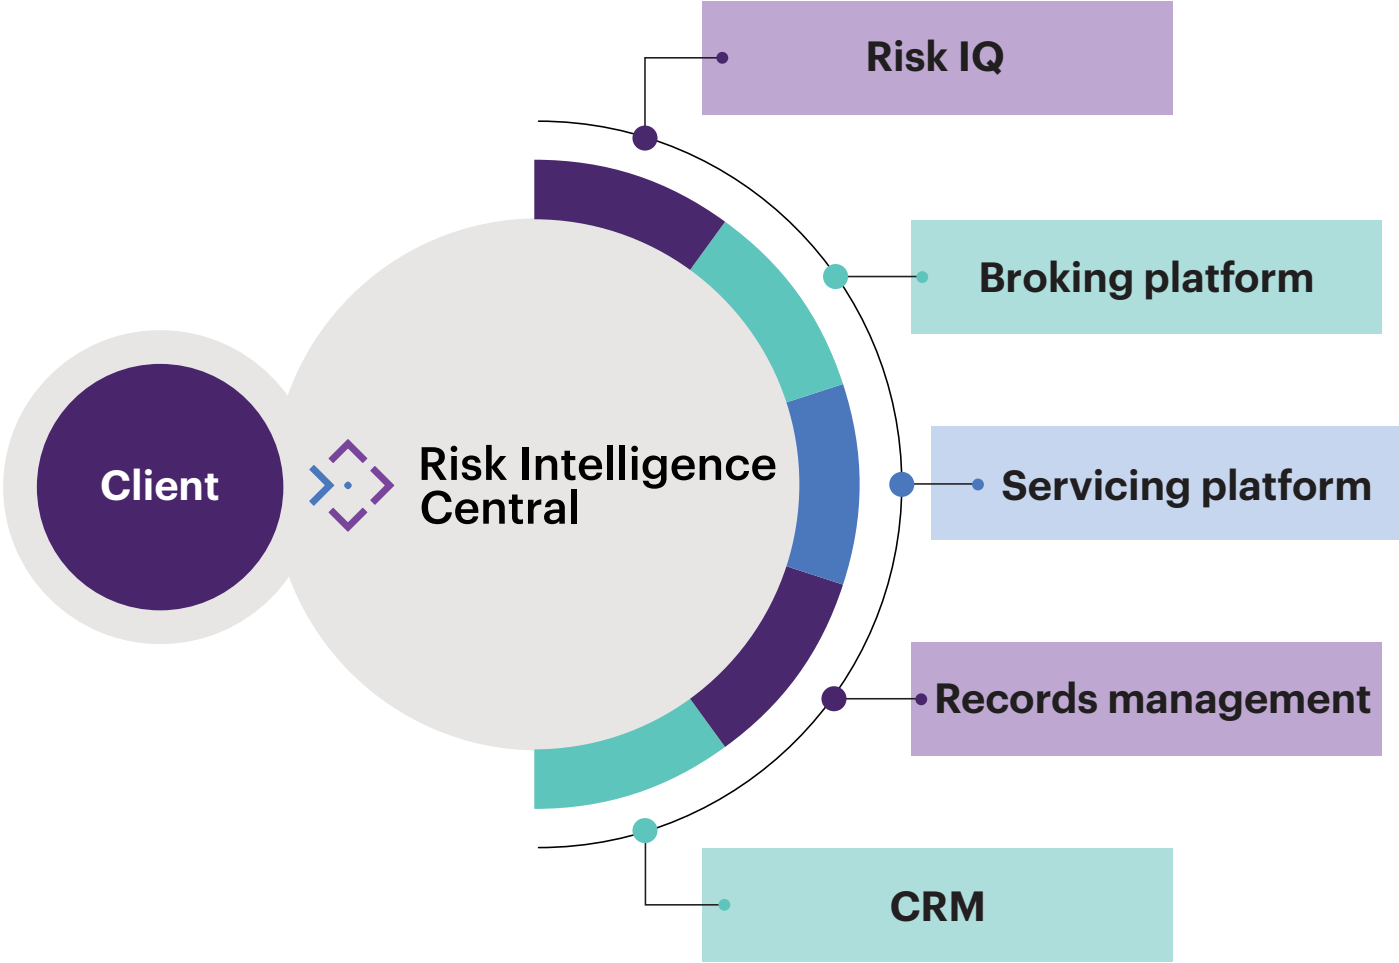 Risk IQ
Broking platform
Client
Risk Intelligence
Central
Servicing platform
Records management
CRM